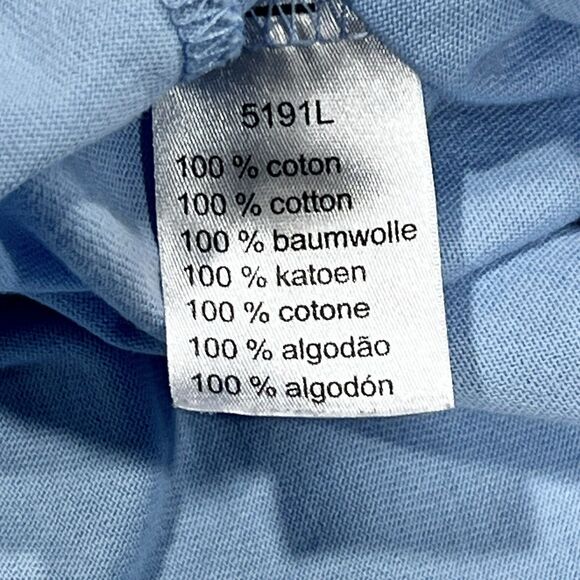 5191L
100 % coton
100 % cotton
100 % baumwolle
100 % katoen
100 % cotone
100 % algodão
100 % algodón